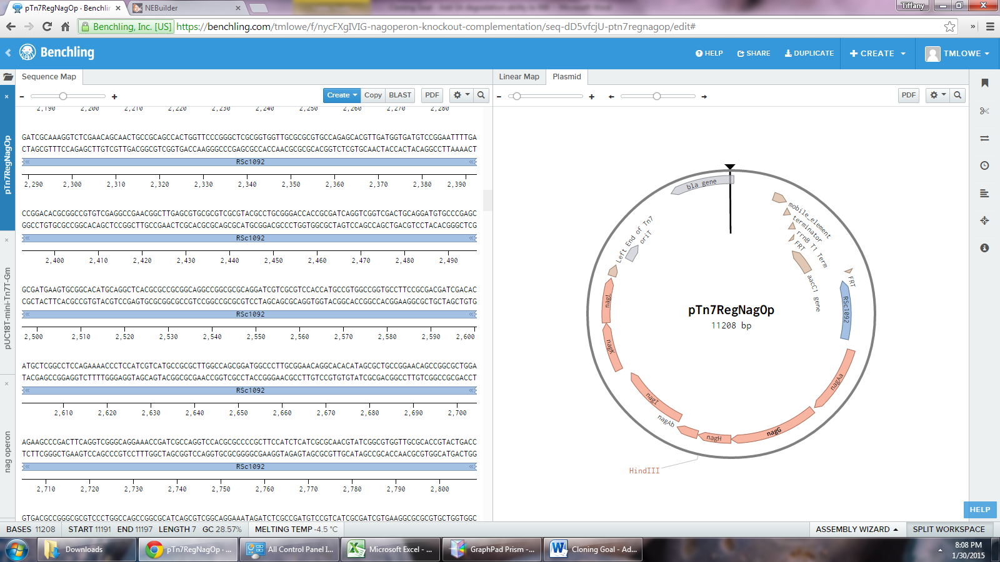 pTn7RegNagOp · Benchlin
NEBuilder
Tiffany
Benchling, Inc. [US]
https://benchling.com/tmlowe/f/nycFXgIVIG-nagoperon-knockout-complementation/seq-dD5vfcjU-ptn7regnagop/edit#
Benchling
HELP SHARE DUPLICATE CREATE TMLOWE
Sequence Map
Linear Map Plasmid
Create Copy BLAST PDF
PDF
2,190 2,200 2,210 2,220 2,230 2,240 2,250 2,260 2,270 2,280
GATCGCAAAGGTCTCGAACAGCAACTGCCGCAGCCACTGGTTCCCGGGCTCGCGGTGGTTGCGCGCGTGCCAGAGCACGTTGATGGTGATGTCCGGAATTTTGA
CTAGCGTTTCCAGAGCTTGTCGTTGACGGCGTCGGTGACCAAGGGCCCGAGCGCCACCAACGCGCGCACGGTCTCGTGCAACTACCACTACAGGCCTTAAAACT
RSc1092
2,290 2,300 2,310 2,320 2,330 2,340 2,350 2,360 2,370 2,380 2,390
CCGGACACGCGGCCGTGTCGAGGCCGAACGGCTTGAGCGTGCGCGTCGCGTACGCCTGCGGGACCACCGCGATCAGGTCGGTCGACTGCAGGATGTGCCCGAGC
GGCCTGTGCGCCGGCACAGCTCCGGCTTGCCGAACTCGCACGCGCAGCGCATGCGGACGCCCTGGTGGCGCTAGTCCAGCCAGCTGACGTCCTACACGGGCTCG
RSc1092
2,400 2,410 2,420 2,430 2,440 2,450 2,460 2,470 2,480 2,490
GCGATGAAGTGCGGCACATGCAGGCTCACGCGCCGCGGCAGGCCGGCGCGCAGGATCGTCGCGTCCACCATGCCGTGGCCGGTGCCTTCCGCGACGATCGACAC
CGCTACTTCACGCCGTGTACGTCCGAGTGCGCGGCGCCGTCCGGCCGCGCGTCCTAGCAGCGCAGGTGGTACGGCACCGGCCACGGAAGGCGCTGCTAGCTGTG
RSc1092
2,500 2,510 2,520 2,530 2,540 2,550 2,560 2,570 2,580 2,590 2,600
ATGCTCGGCCTCCAGAAAACCCTCCATCGTCATGCCGCGCTTGGCCAGCGGATGGCCCTTGCGGAACAGGCACACATAGCGCTGCCGGAACAGCCGGCGCTGGA
TACGAGCCGGAGGTCTTTTGGGAGGTAGCAGTACGGCGCGAACCGGTCGCCTACCGGGAACGCCTTGTCCGTGTGTATCGCGACGGCCTTGTCGGCCGCGACCT
RSc1092
2,610 2,620 2,630 2,640 2,650 2,660 2,670 2,680 2,690 2,700
AGAAGCCCGACTTCAGGTCGGGCAGGAAACCGATCGCCAGGTCCACGCGCCCCGCTTCCATCTCATCGCGCAACGTATCGGCGTGGTTGCGCACCGTACTGACC
TCTTCGGGCTGAAGTCCAGCCCGTCCTTTGGCTAGCGGTCCAGGTGCGCGGGGCGAAGGTAGAGTAGCGCGTTGCATAGCCGCACCAACGCGTGGCATGACTGG
RSc1092
2,710 2,720 2,730 2,740 2,750 2,760 2,770 2,780 2,790 2,800
GTGACGCCGGGCGCGTCCCTGGCCAGCCGGCGCATCAGCGTCGGCAGGAAATAGATCTCGCCGATGTCCGTCATCGCGATCGTGAAGGCGCGCGTGCTGGTGGC
pTn7RegNagOp
pUC18T-mini-Tn7T-Gm
nag operon
bla gene
mobile_element
terminator
rrnB T1 Term
FRT
aacC1 gene
FRT
RSc1092
nagAa
nagG
nagH
nagAb
nagI
nagK
nagL
Left End of Tn7
oriT
pTn7RegNagOp
11208 bp
HindIII
HELP
BASES 11208 START 11191 END 11197 LENGTH 7 GC 28.57% MELTING TEMP -4.5 °C
ASSEMBLY WIZARD SPLIT WORKSPACE
Downloads
pTn7RegNagOp · ...
All Control Panel I...
Microsoft Excel - ...
GraphPad Prism -...
Cloning Goal - Ad...
8:08 PM
1/30/2015